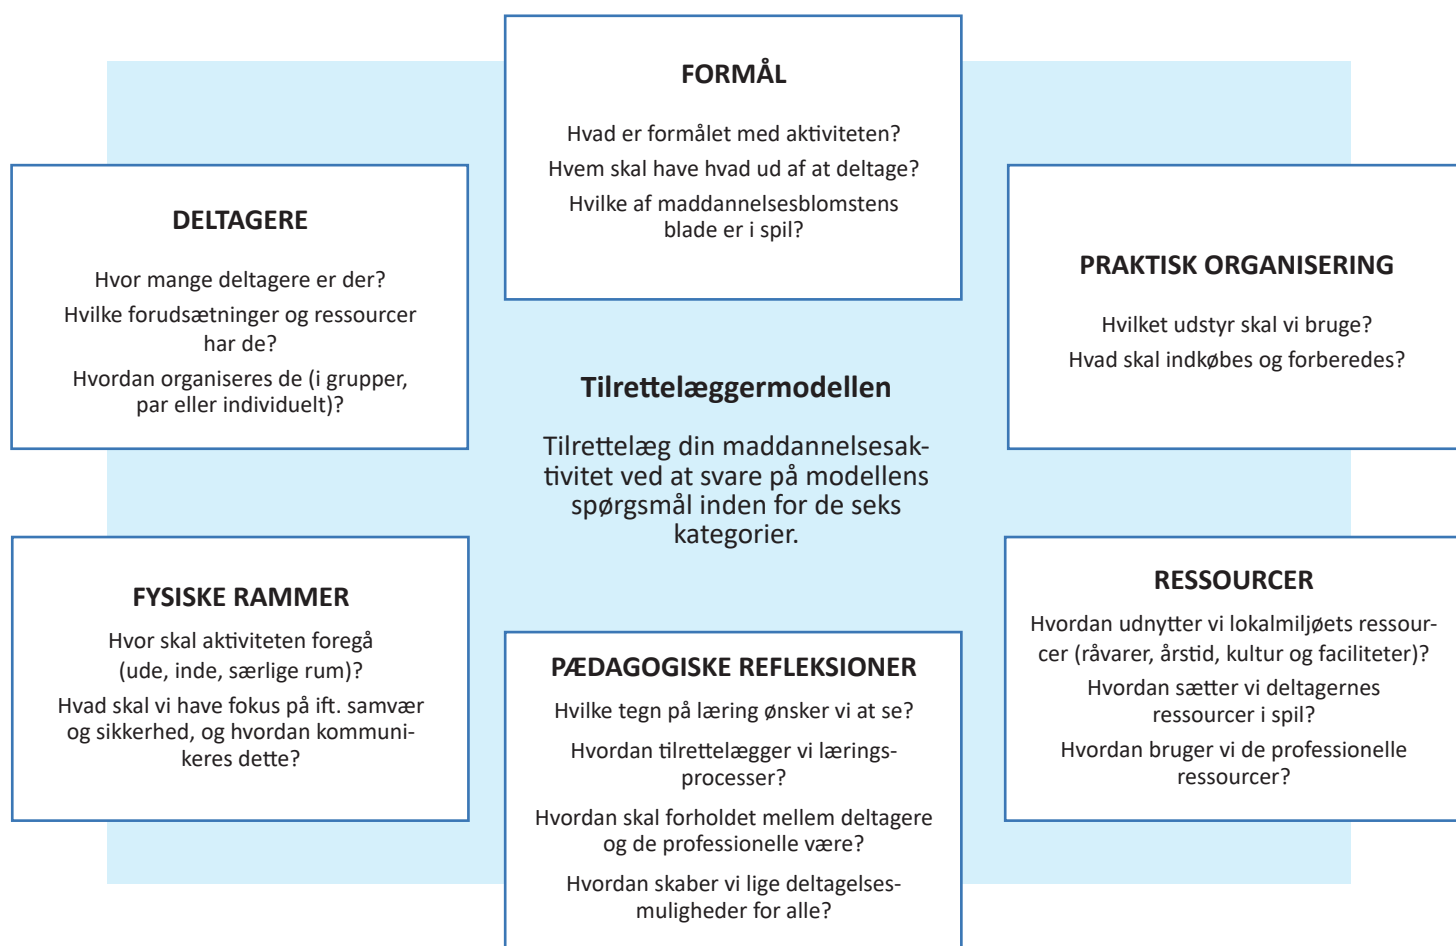 FORMÅL
Hvad er formålet med aktiviteten?
Hvem skal have hvad ud af at deltage?
Hvilke af maddannelsesblomstens
blade er i spil?
DELTAGERE
Hvor mange deltagere er der?
Hvilke forudsætninger og ressourcer
har de?
Hvordan organiseres de (i grupper,
par eller individuelt)?
PRAKTISK ORGANISERING
Hvilket udstyr skal vi bruge?
Hvad skal indkøbes og forberedes?
Tilrettelæggermodellen
Tilrettelæg din maddannelsesak-
tivitet ved at svare på modellens
spørgsmål inden for de seks
kategorier.
FYSISKE RAMMER
Hvor skal aktiviteten foregå
(ude, inde, særlige rum)?
Hvad skal vi have fokus på ift. samvær
og sikkerhed, og hvordan kommuni-
keres dette?
PÆDAGOGISKE REFLEKSIONER
Hvilke tegn på læring ønsker vi at se?
Hvordan tilrettelægger vi lærings-
processer?
Hvordan skal forholdet mellem deltagere
og de professionelle være?
Hvordan skaber vi lige deltagelses-
muligheder for alle?
RESSOURCER
Hvordan udnytter vi lokalmiljøets ressour-
cer (råvarer, årstid, kultur og faciliteter)?
Hvordan sætter vi deltagernes
ressourcer i spil?
Hvordan bruger vi de professionelle
ressourcer?